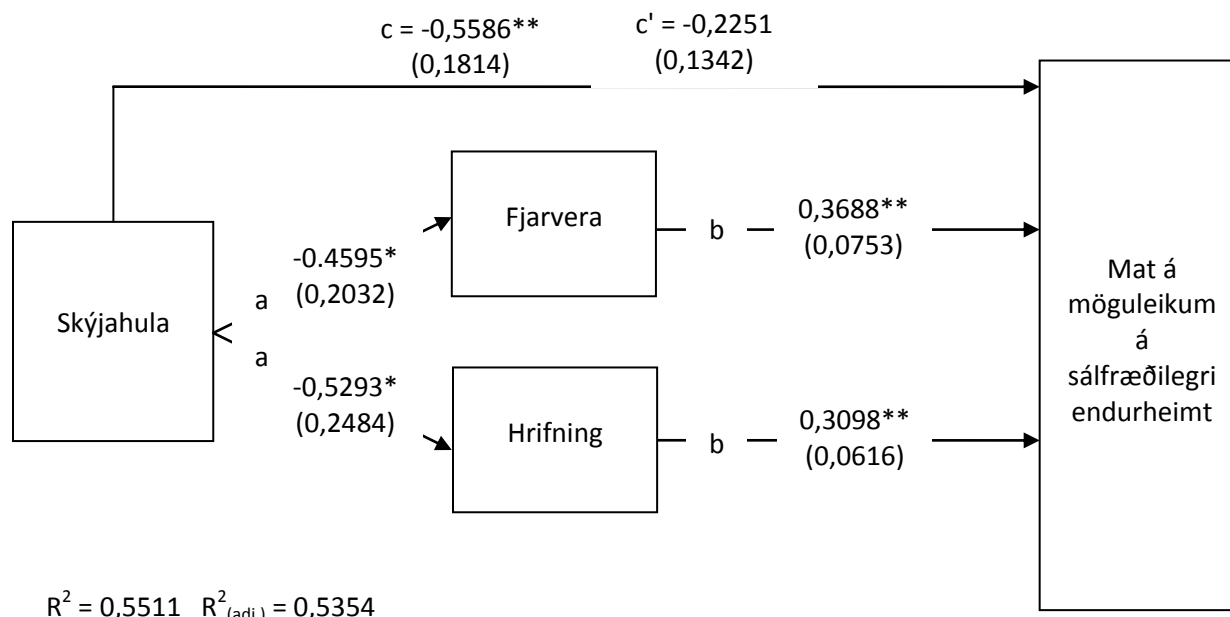 c = -0,5586** c' = -0,2251
(0,1814) (0,1342)
Fjarvera
b
0,3688**
(0,0753)
-0.4595*
(0,2032)
a
Skýjahula
a
-0,5293*
(0,2484)
Hrifning
b
0,3098**
(0,0616)
Mat á
möguleikum
á
sálfræðilegri
endurheimt
R² = 0,5511 R²(adj.) = 0,5354